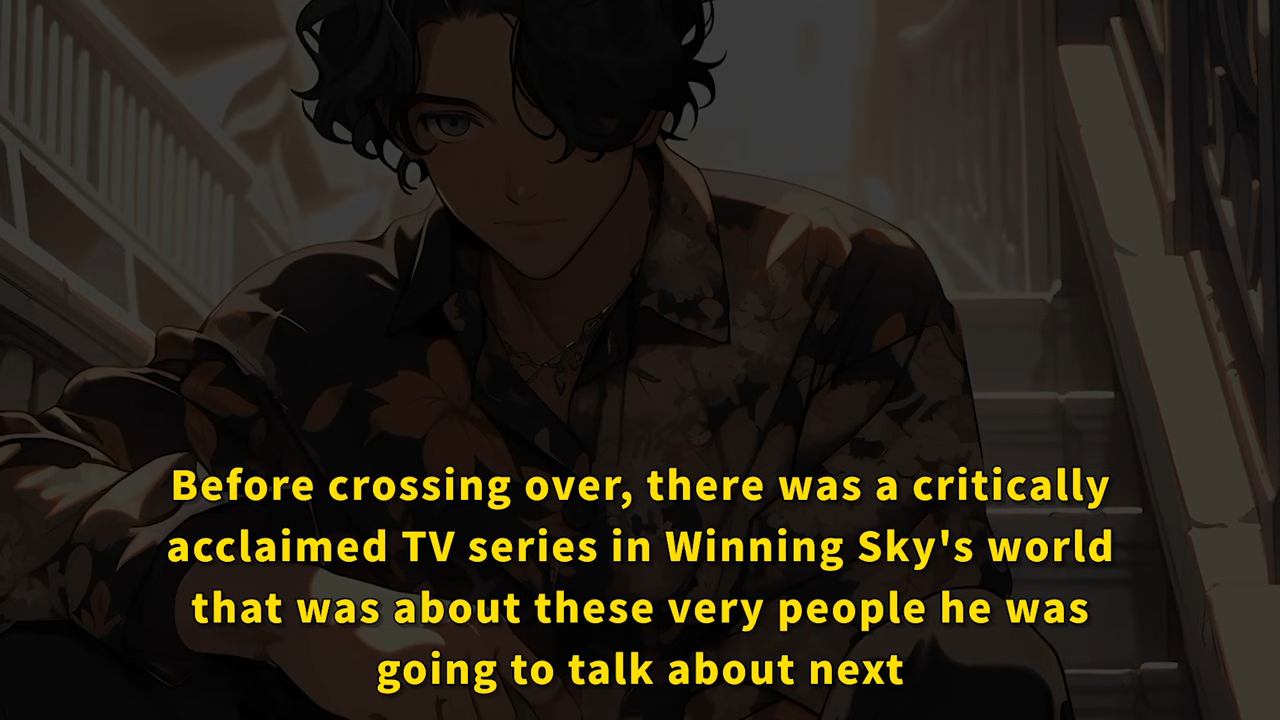 Before crossing over, there was a critically
acclaimed TV series in Winning Sky's world
that was about these very people he was
going to talk about next